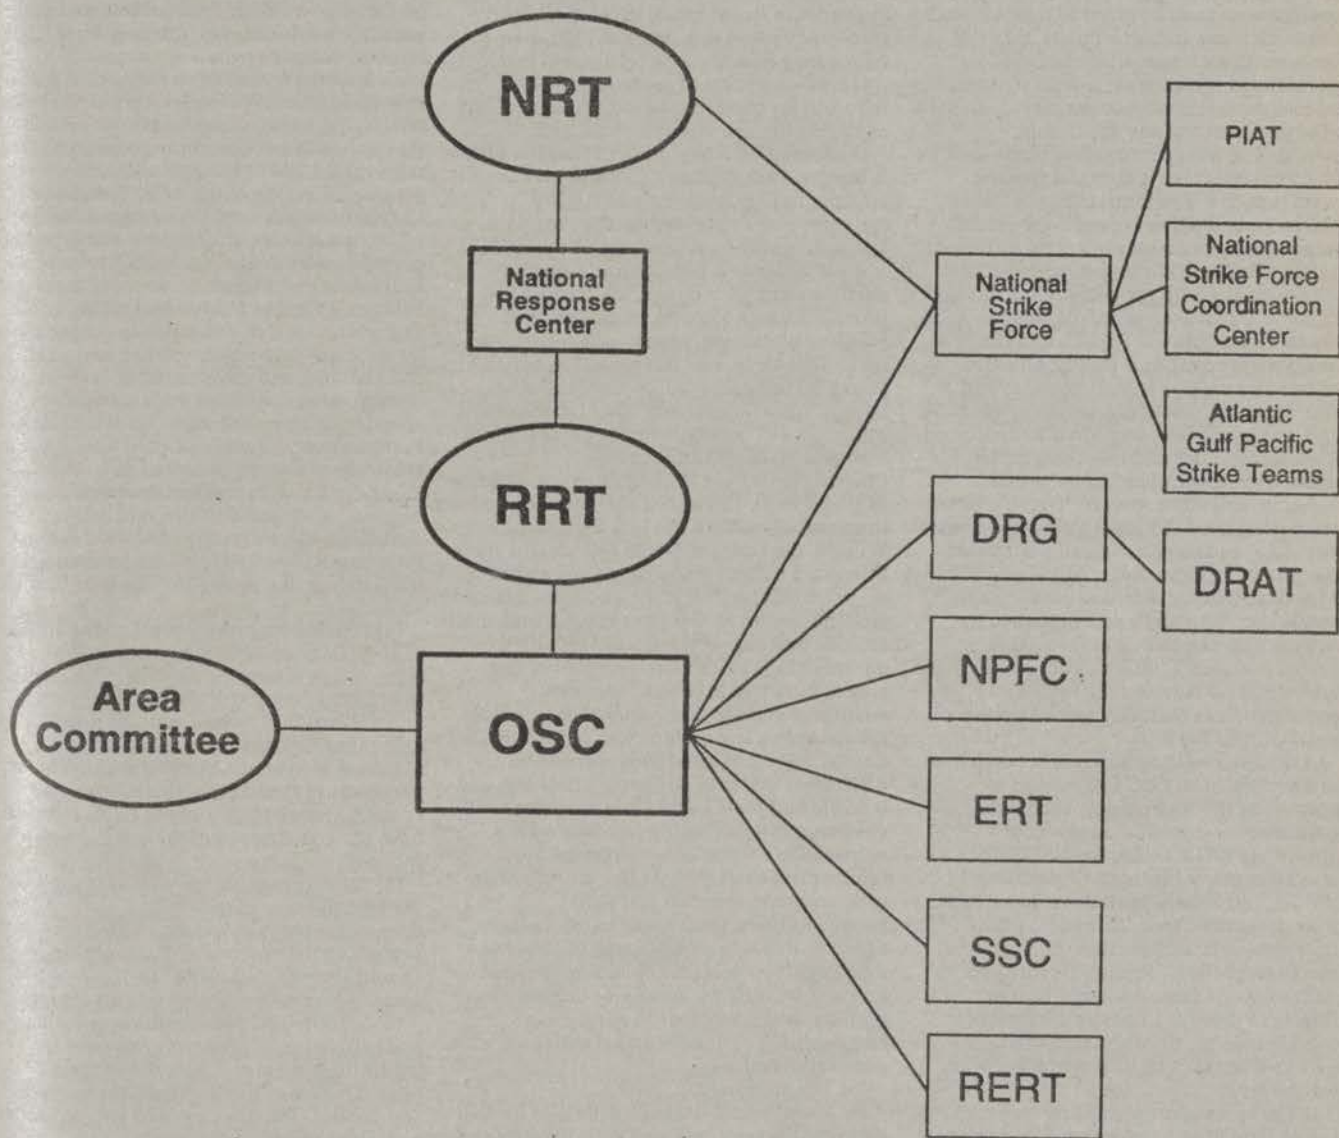 NRT
PIAT
National
Response
Center
National
Strike
Force
National
Strike Force
Coordination
Center
Atlantic
Gulf Pacific
Strike Teams
RRT
DRG
DRAT
Area
Committee
OSC
NPFC
ERT
SSC
RERT